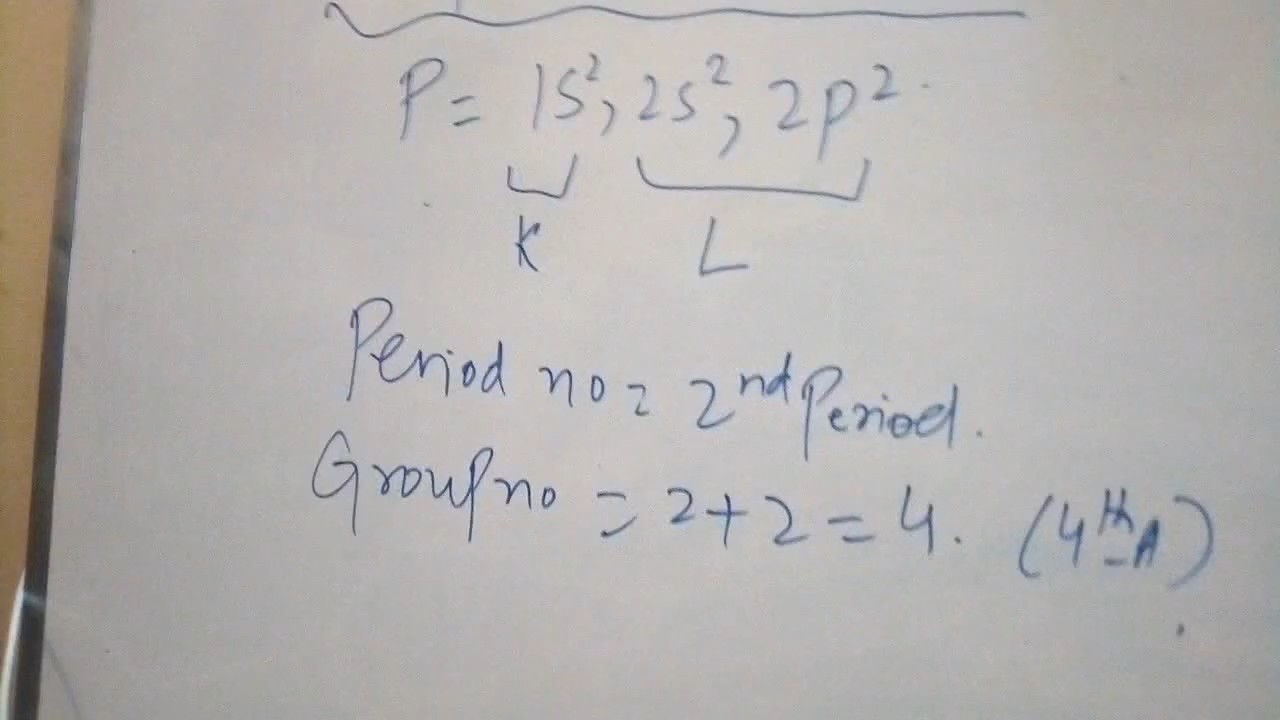 P = 1S², 2s², 2p².
K L
Period no = 2nd Period.
Group no = 2+2 = 4. (4th-A)